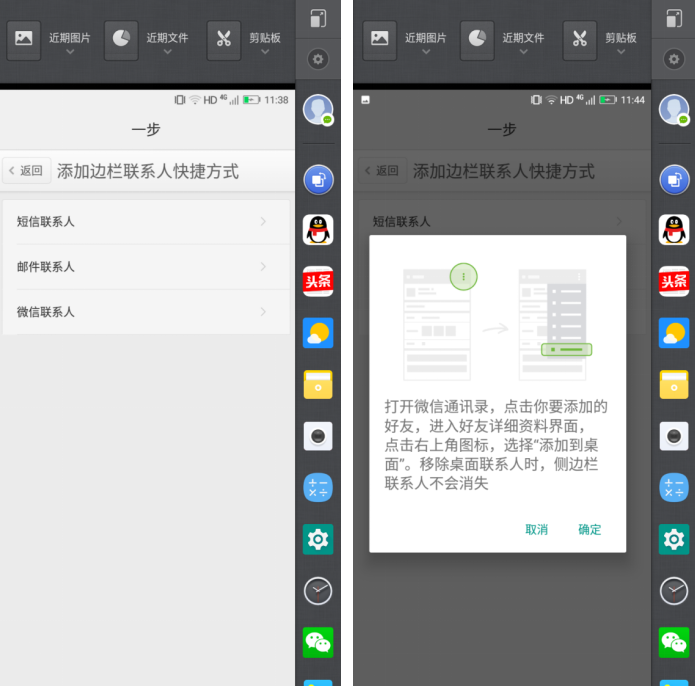 近期图片
近期文件
剪贴板
HD 4G 11:38
一步
返回
添加边栏联系人快捷方式
短信联系人
邮件联系人
微信联系人
头条
近期图片
近期文件
剪贴板
HD 4G 11:44
一步
返回
添加边栏联系人快捷方式
短信联系人
打开微信通讯录，点击你要添加的
好友，进入好友详细资料界面，
点击右上角图标，选择“添加到桌
面”。移除桌面联系人时，侧边栏
联系人不会消失
取消
确定
头条